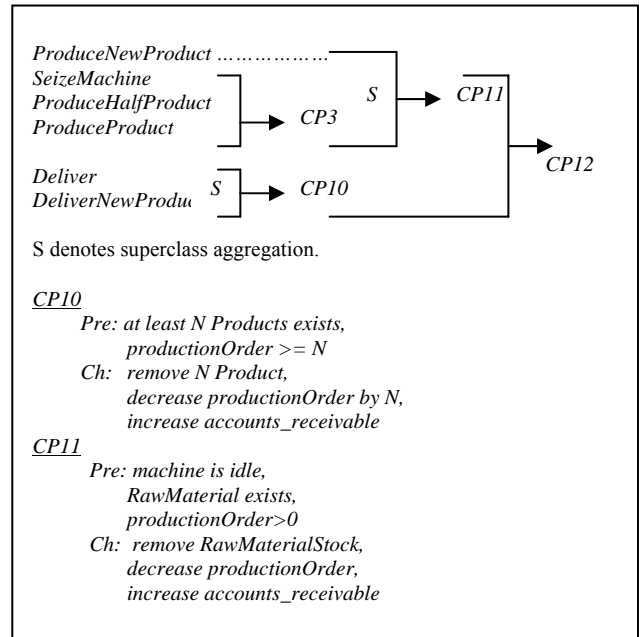 ProduceNewProduct ………………
SeizeMachine
S
CP11
ProduceHalfProduct
CP3
ProduceProduct
CP12
Deliver
S
CP10
DeliverNewProdu
S denotes superclass aggregation.
CP10
Pre: at least N Products exists,
productionOrder >= N
Ch: remove N Product,
decrease productionOrder by N,
increase accounts_receivable
CP11
Pre: machine is idle,
RawMaterial exists,
productionOrder>0
Ch: remove RawMaterialStock,
decrease productionOrder,
increase accounts_receivable